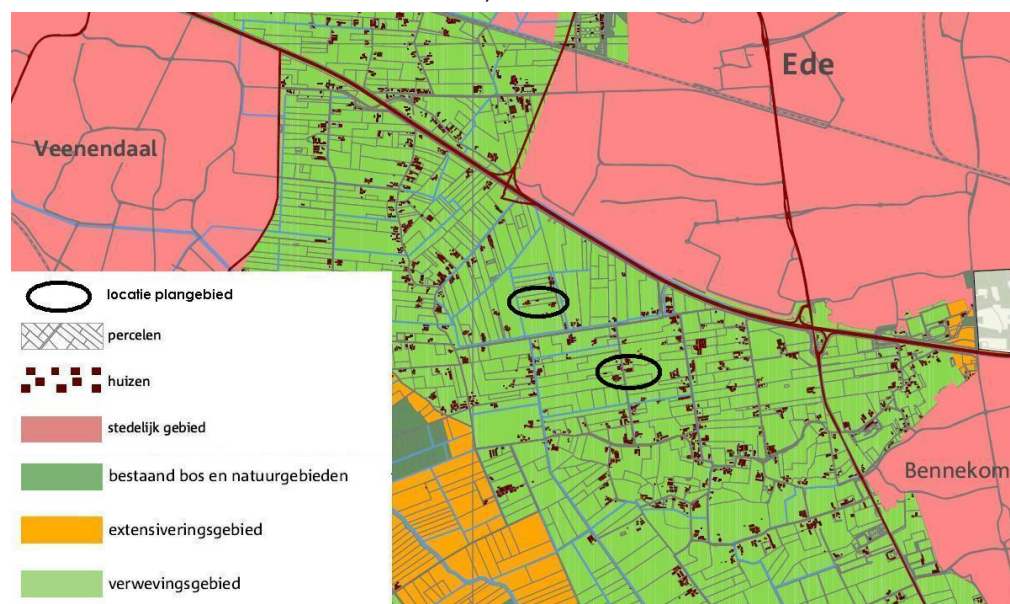 Ede
Veenendaal
Bennekom
locatie plangebied
percelen
huizen
stedelijk gebied
bestaand bos en natuurgebieden
extensiveringsgebied
verwevingsgebied